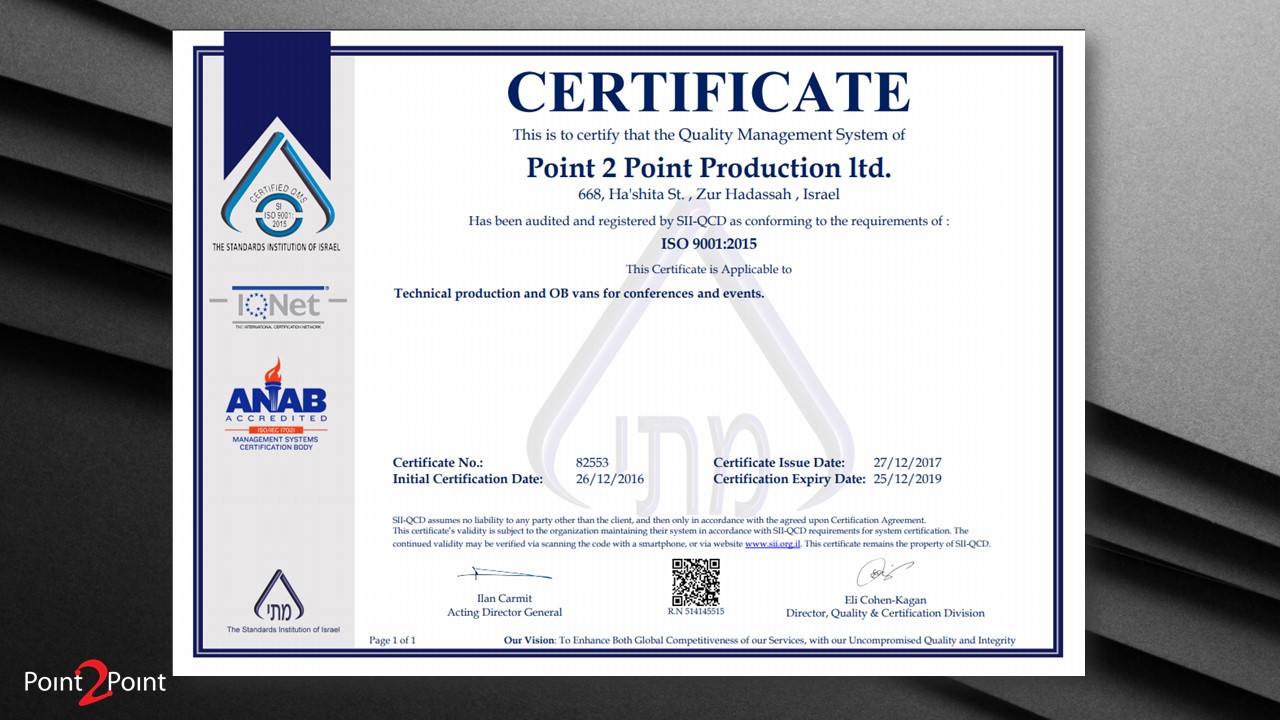 CERTIFICATE
This is to certify that the Quality Management System of
Point 2 Point Production ltd.
668, Ha'shita St. , Zur Hadassah , Israel
Has been audited and registered by SII-QCD as conforming to the requirements of :
ISO 9001:2015
This Certificate is Applicable to
Technical production and OB vans for conferences and events.
CERTIFIED QMS
SI
ISO 9001:
2015
THE STANDARDS INSTITUTION OF ISRAEL
IQNet
THE INTERNATIONAL CERTIFICATION NETWORK
ANAB
ACCREDITED
ISO/IEC 17021
MANAGEMENT SYSTEMS
CERTIFICATION BODY
מתי
Certificate No.: 82553 Certificate Issue Date: 27/12/2017
Initial Certification Date: 26/12/2016 Certification Expiry Date: 25/12/2019
SII-QCD assumes no liability to any party other than the client, and then only in accordance with the agreed upon Certification Agreement.
This certificate's validity is subject to the organization maintaining their system in accordance with SII-QCD requirements for system certification. The
continued validity may be verified via scanning the code with a smartphone, or via website www.sii.org.il. This certificate remains the property of SII-QCD.
Ilan Carmit
Acting Director General
R.N 514145515
Eli Cohen-Kagan
Director, Quality & Certification Division
מתי
The Standards Institution of Israel
Page 1 of 1
Our Vision: To Enhance Both Global Competitiveness of our Services, with our Uncompromised Quality and Integrity
Point 2 Point